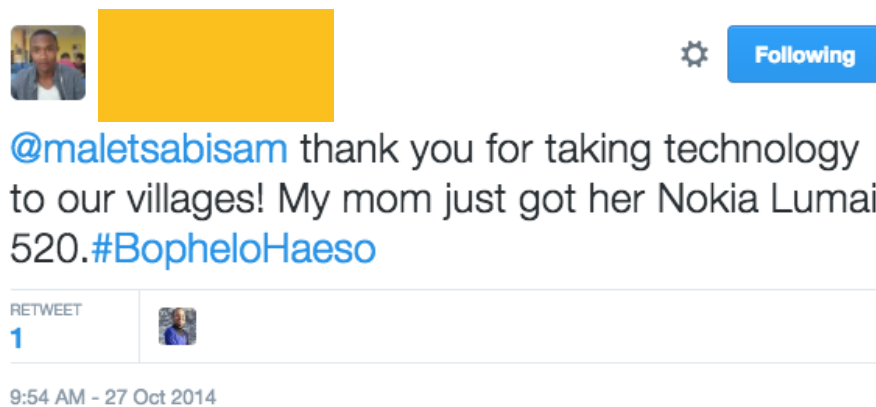 Following
@maletsabisam thank you for taking technology
to our villages! My mom just got her Nokia Lumai
520.#BopheloHaeso
RETWEET
1
9:54 AM - 27 Oct 2014